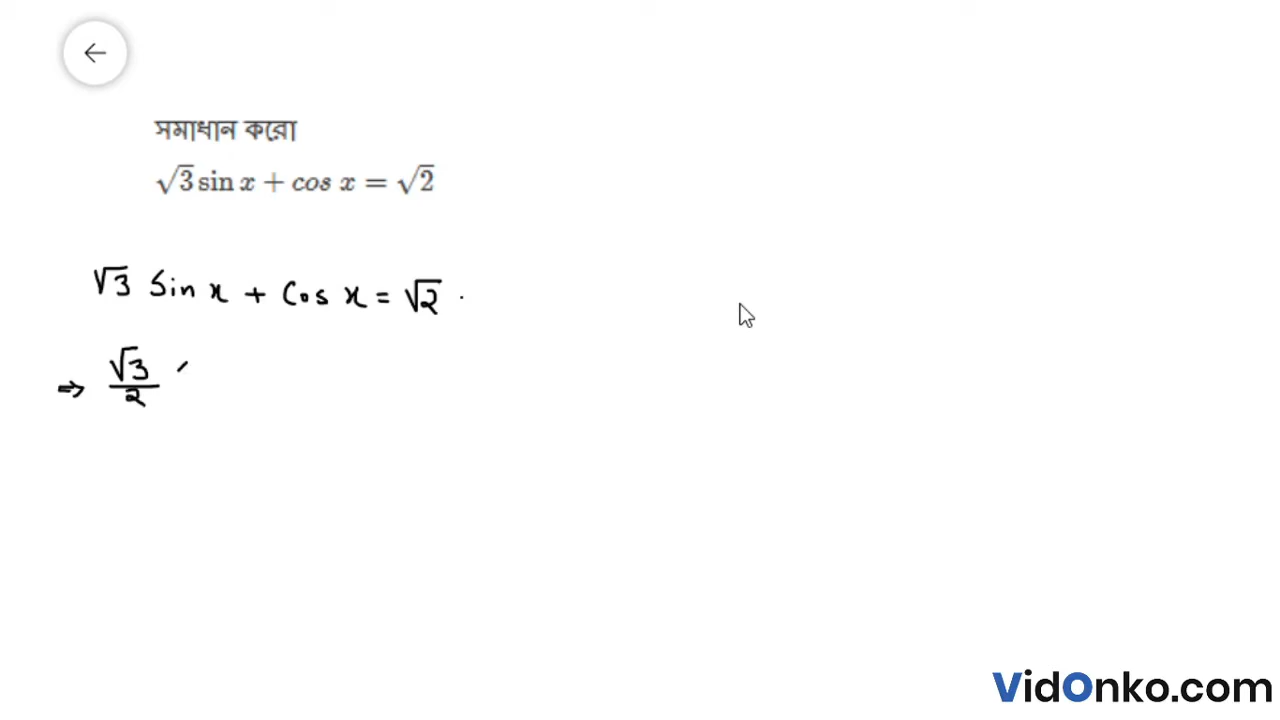 সমাধান করো
√3 sin x + cos x = √2
√3 Sin x + Cos x = √2 .
⇒ √3/2
VidOnko.com